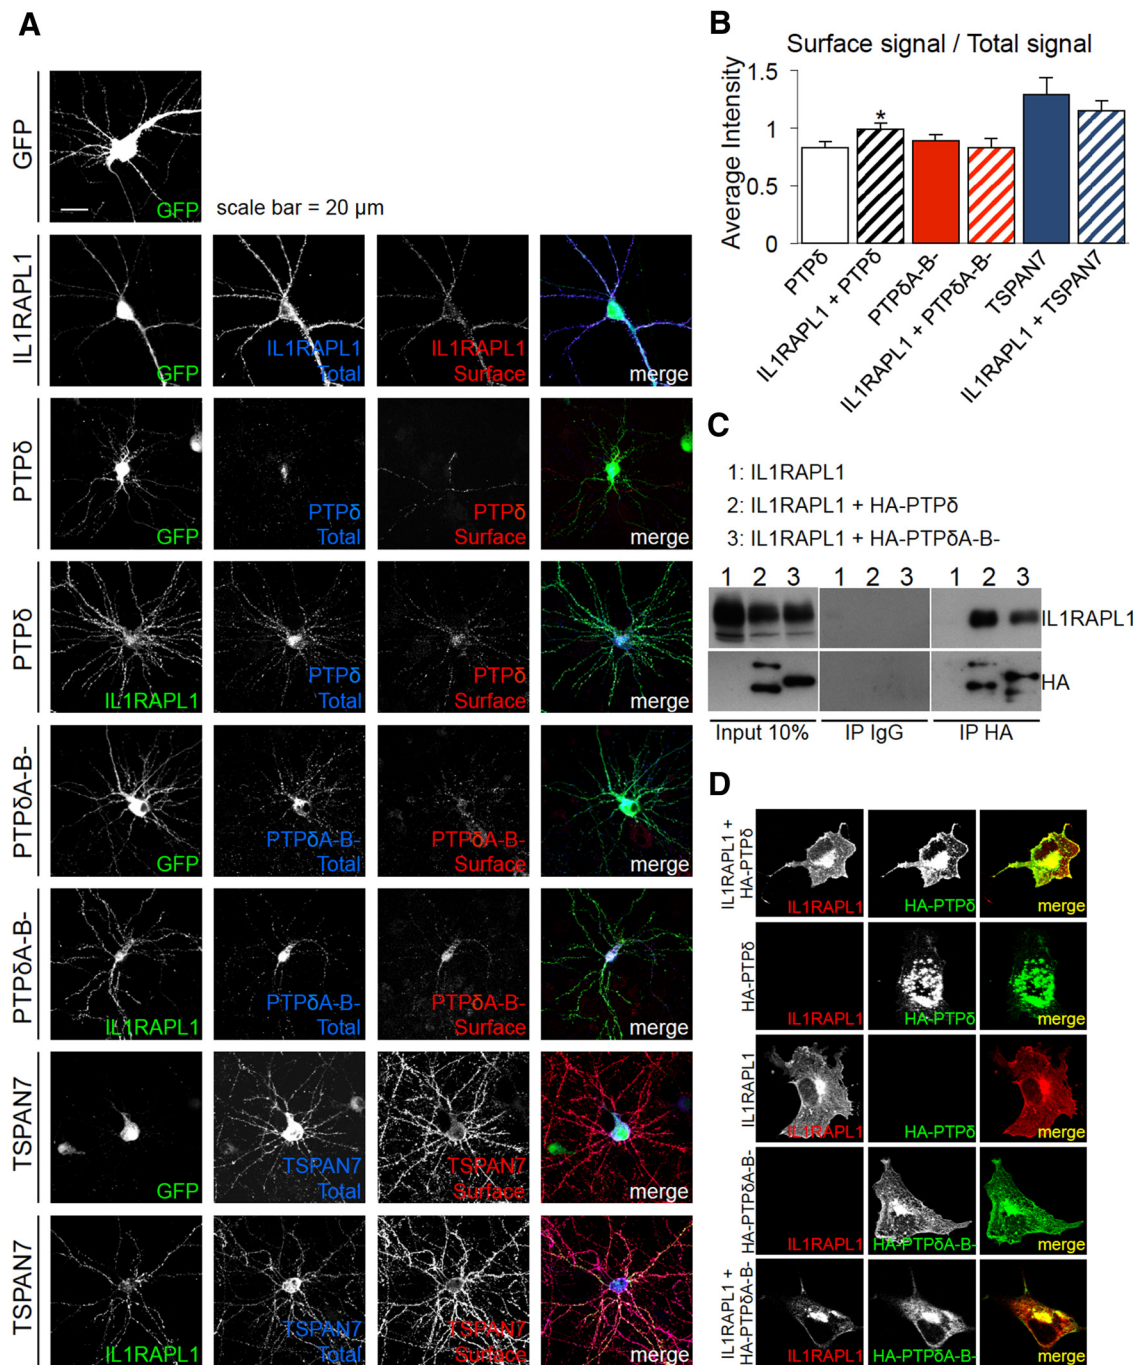 A
GFP
GFP
scale bar = 20 μm
IL1RAPL1
GFP
IL1RAPL1
Total
IL1RAPL1
Surface
merge
PTPδ
GFP
PTPδ
Total
PTPδ
Surface
merge
PTPδ
IL1RAPL1
PTPδ
Total
PTPδ
Surface
merge
PTPδA-B-
GFP
PTPδA-B-
Total
PTPδA-B-
Surface
merge
PTPδA-B-
IL1RAPL1
PTPδA-B-
Total
PTPδA-B-
Surface
merge
TSPAN7
GFP
TSPAN7
Total
TSPAN7
Surface
merge
TSPAN7
IL1RAPL1
TSPAN7
Total
TSPAN7
Surface
merge
B
Surface signal / Total signal
Average Intensity
1.5
1
0.5
0
*
PTPδ
IL1RAPL1 + PTPδ
PTPδA-B-
IL1RAPL1 + PTPδA-B-
TSPAN7
IL1RAPL1 + TSPAN7
C
1: IL1RAPL1
2: IL1RAPL1 + HA-PTPδ
3: IL1RAPL1 + HA-PTPδA-B-
1 2 3 1 2 3 1 2 3
IL1RAPL1
HA
Input 10% IP IgG IP HA
D
IL1RAPL1 +
HA-PTPδ
IL1RAPL1
HA-PTPδ
merge
HA-PTPδ
IL1RAPL1
HA-PTPδ
merge
IL1RAPL1
IL1RAPL1
HA-PTPδ
merge
HA-PTPδA-B-
IL1RAPL1
HA-PTPδA-B-
merge
IL1RAPL1 +
HA-PTPδA-B-
IL1RAPL1
HA-PTPδA-B-
merge